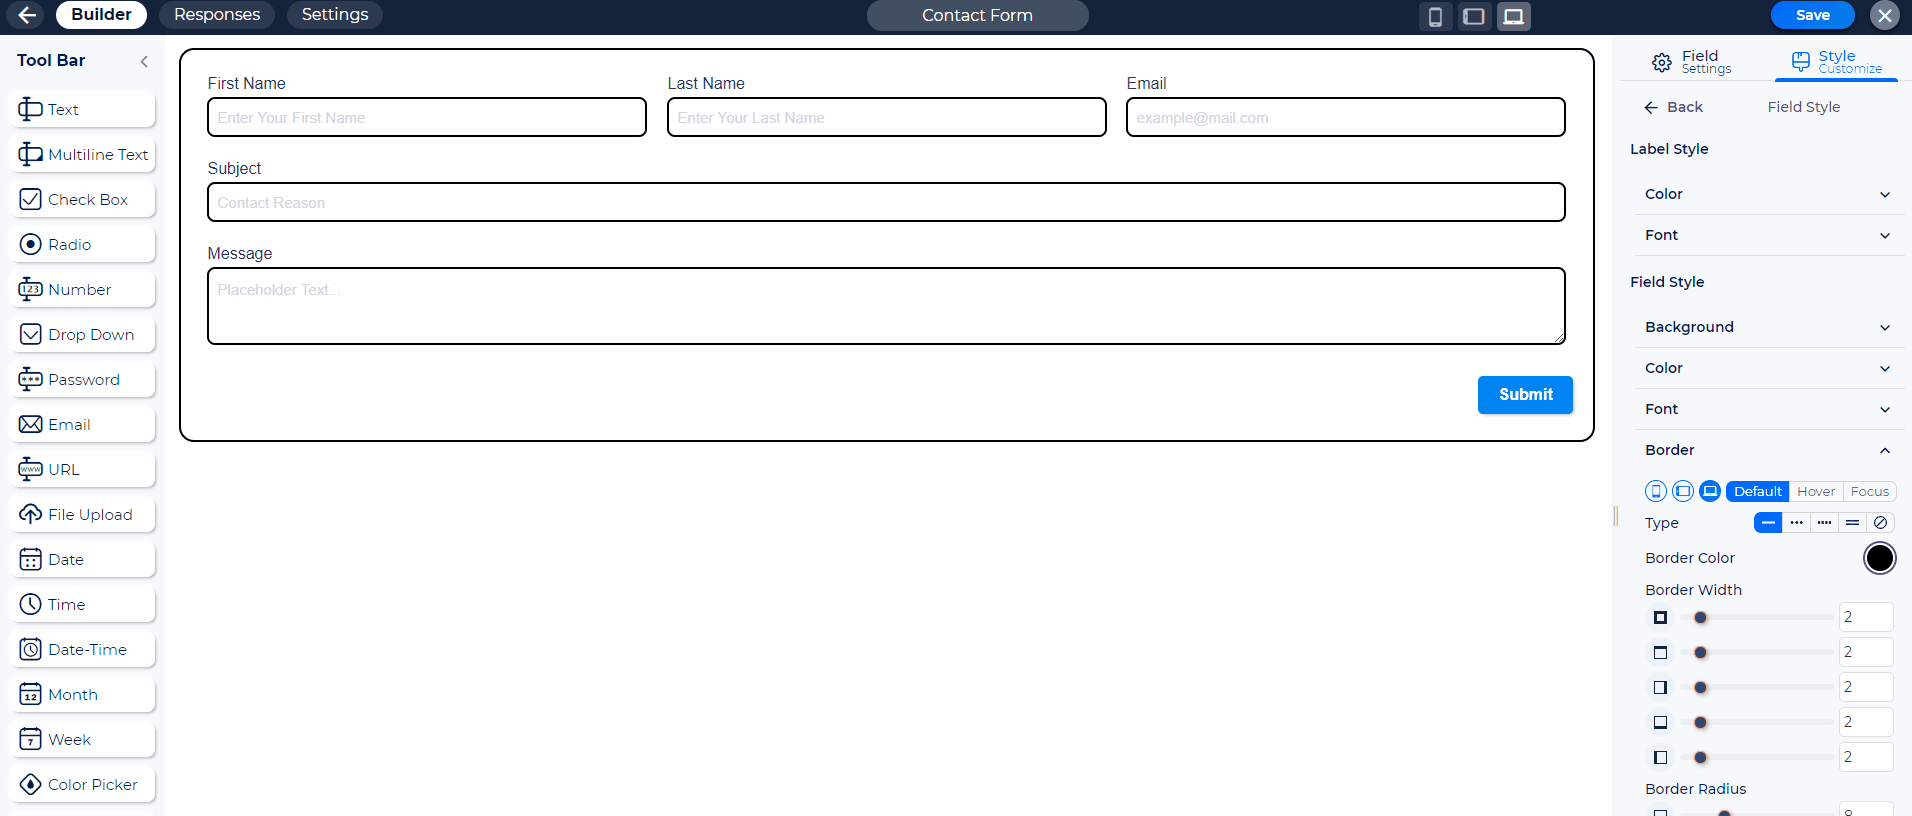 Builder Responses Settings Contact Form Save
Tool Bar
Text
Multiline Text
Check Box
Radio
123 Number
Drop Down
*** Password
Email
www URL
File Upload
Date
Time
Date-Time
12 Month
7 Week
Color Picker
First Name Last Name Email
Enter Your First Name Enter Your Last Name example@mail.com
Subject
Contact Reason
Message
Placeholder Text...
Submit
Field Settings
Style Customize
Back Field Style
Label Style
Color
Font
Field Style
Background
Color
Font
Border
Default Hover Focus
Type
Border Color
Border Width
2
2
2
2
2
Border Radius